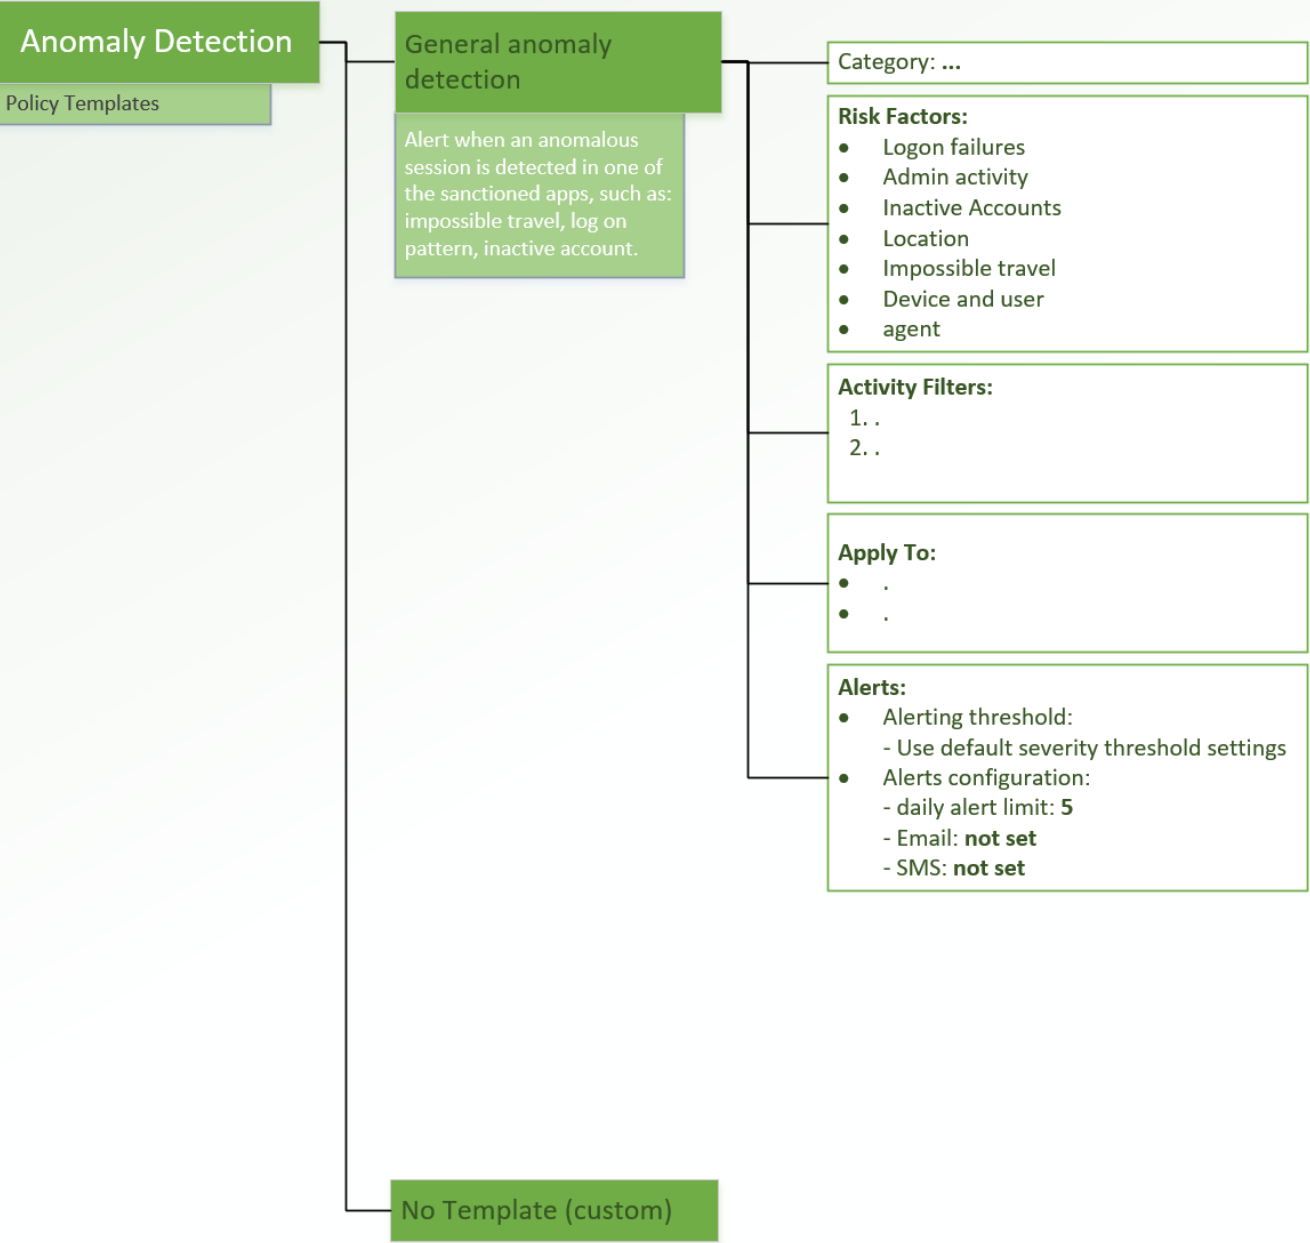 Anomaly Detection
Policy Templates
General anomaly
detection
Alert when an anomalous
session is detected in one of
the sanctioned apps, such as:
impossible travel, log on
pattern, inactive account.
Category: ...
Risk Factors:
• Logon failures
• Admin activity
• Inactive Accounts
• Location
• Impossible travel
• Device and user
• agent
Activity Filters:
1. .
2. .
Apply To:
• .
• .
Alerts:
• Alerting threshold:
- Use default severity threshold settings
• Alerts configuration:
- daily alert limit: 5
- Email: not set
- SMS: not set
No Template (custom)